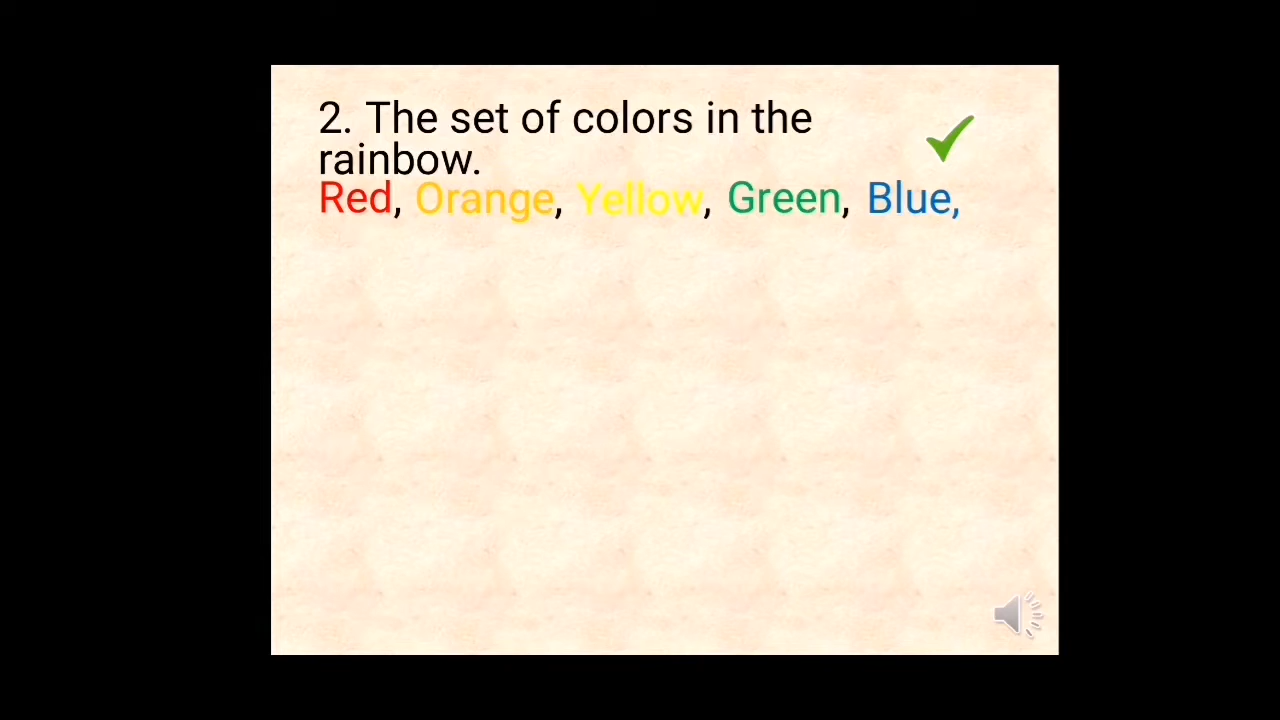 2. The set of colors in the
rainbow.
Red, Orange, Yellow, Green, Blue,